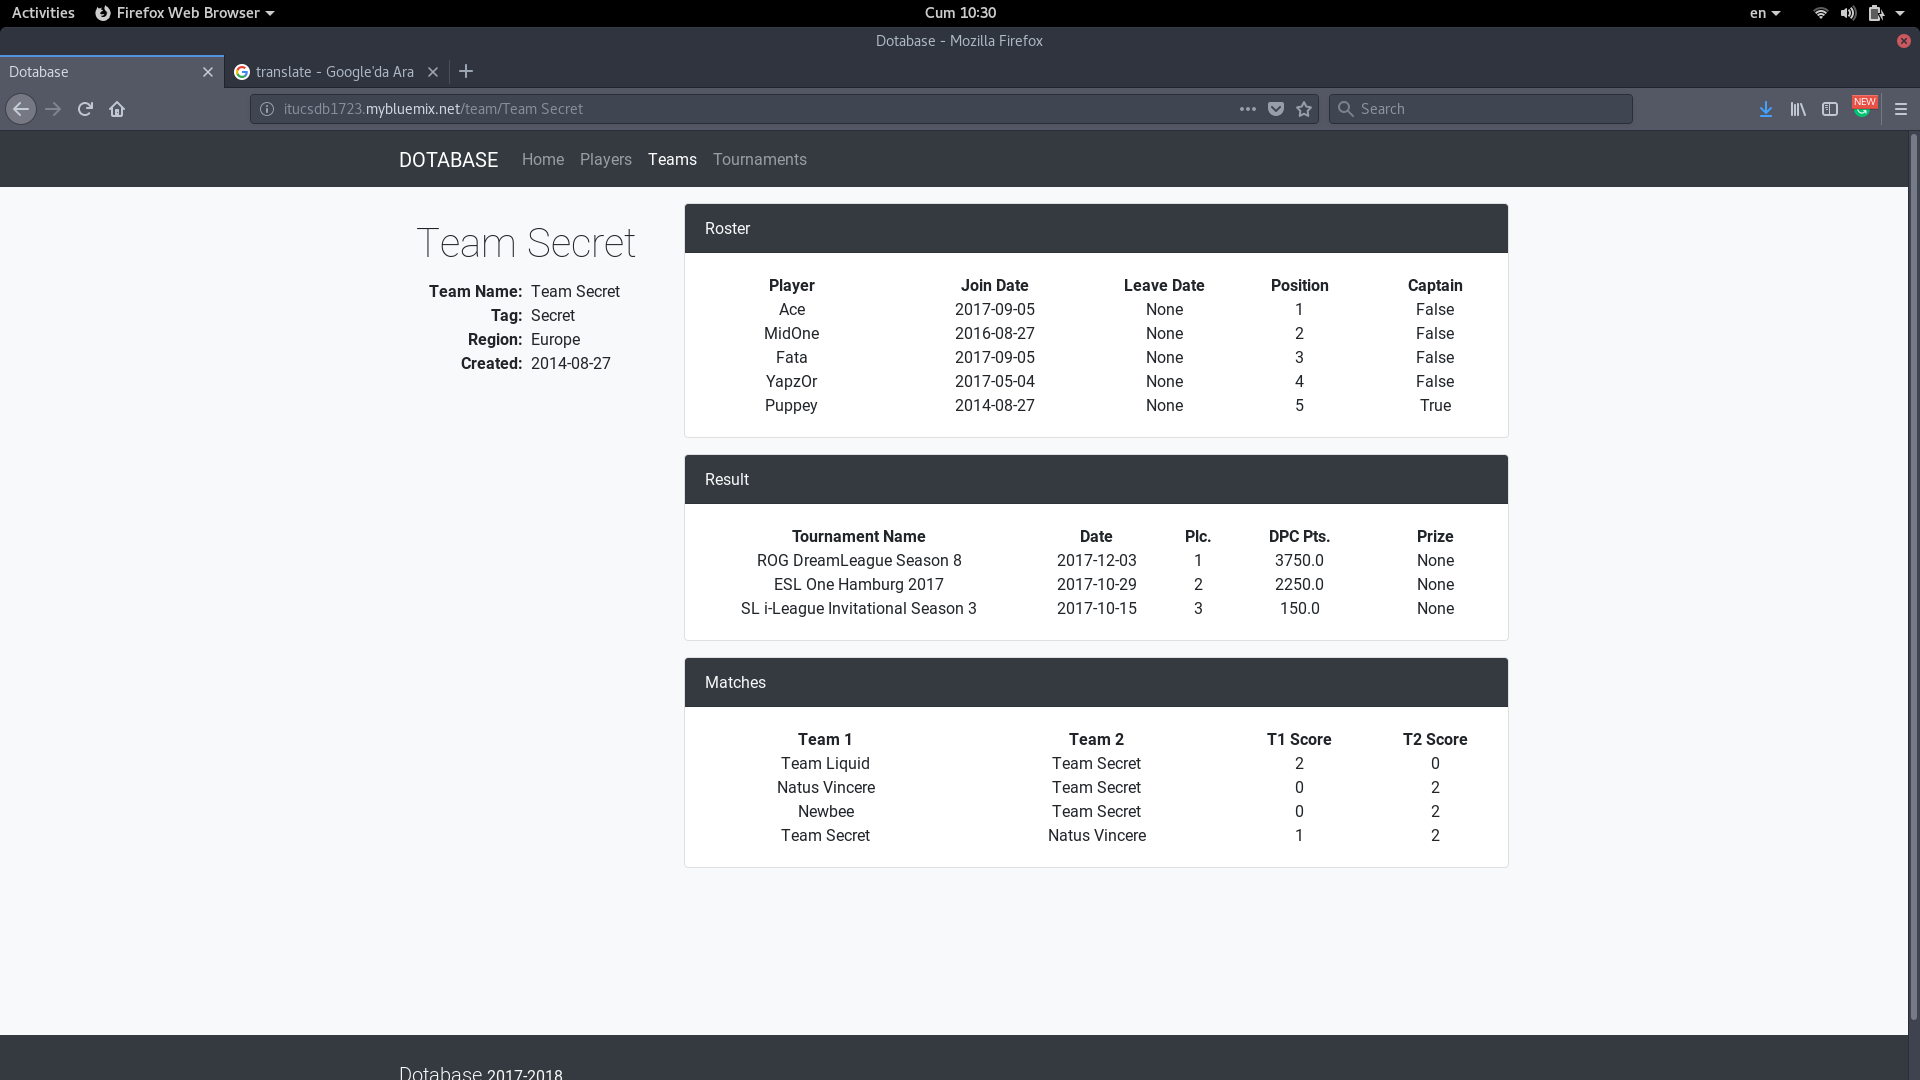 Activities Firefox Web Browser Cum 10:30 en
Dotabase - Mozilla Firefox
Dotabase translate - Google'da Ara
itucsdb1723.mybluemix.net/team/Team Secret Search NEW
DOTABASE Home Players Teams Tournaments
Team Secret
Team Name: Team Secret
Tag: Secret
Region: Europe
Created: 2014-08-27
Roster
Player Join Date Leave Date Position Captain
Ace 2017-09-05 None 1 False
MidOne 2016-08-27 None 2 False
Fata 2017-09-05 None 3 False
YapzOr 2017-05-04 None 4 False
Puppey 2014-08-27 None 5 True
Result
Tournament Name Date Plc. DPC Pts. Prize
ROG DreamLeague Season 8 2017-12-03 1 3750.0 None
ESL One Hamburg 2017 2017-10-29 2 2250.0 None
SL i-League Invitational Season 3 2017-10-15 3 150.0 None
Matches
Team 1 Team 2 T1 Score T2 Score
Team Liquid Team Secret 2 0
Natus Vincere Team Secret 0 2
Newbee Team Secret 0 2
Team Secret Natus Vincere 1 2
Dotabase 2017-2018